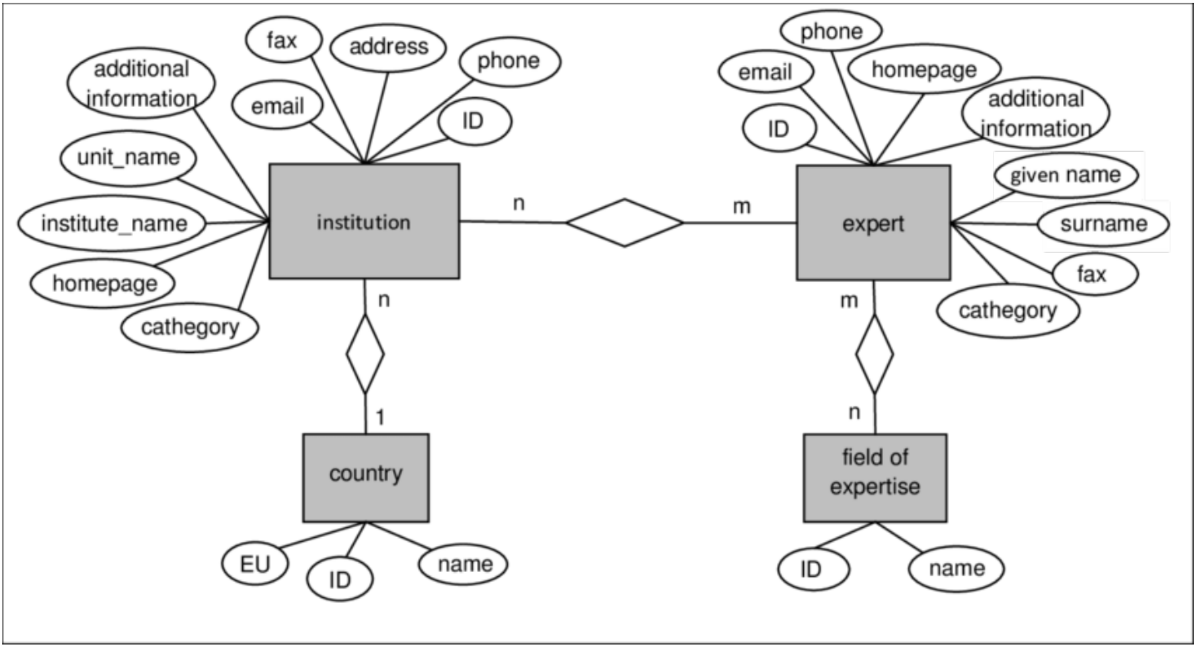 phone
fax
address
phone
email
homepage
additional
information
additional
information
email
ID
ID
unit_name
given name
institute_name
institution
n
m
expert
surname
homepage
fax
cathegory
cathegory
n
m
1
n
country
field of
expertise
EU
ID
name
ID
name